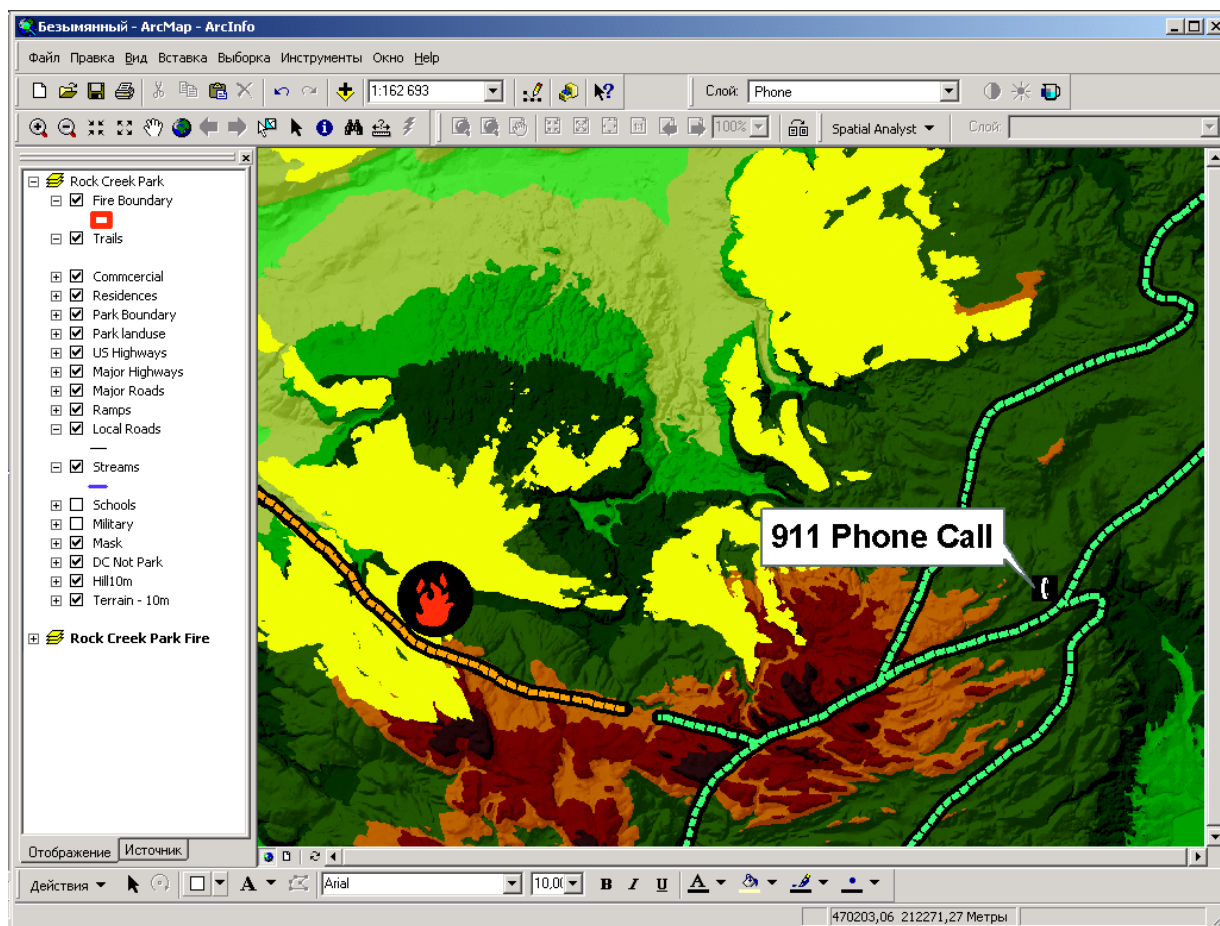 Безымянный - ArcMap - ArcInfo
Файл Правка Вид Вставка Выборка Инструменты Окно Help
1:162 693 Слой: Phone
100% Spatial Analyst Слой:
Rock Creek Park
Fire Boundary
Trails
Commcercial
Residences
Park Boundary
Park landuse
US Highways
Major Highways
Major Roads
Ramps
Local Roads
Streams
Schools
Military
Mask
DC Not Park
Hill10m
Terrain - 10m
Rock Creek Park Fire
911 Phone Call
Отображение Источник
Действия A Arial 10,0 B I U A
470203,06 212271,27 Метры